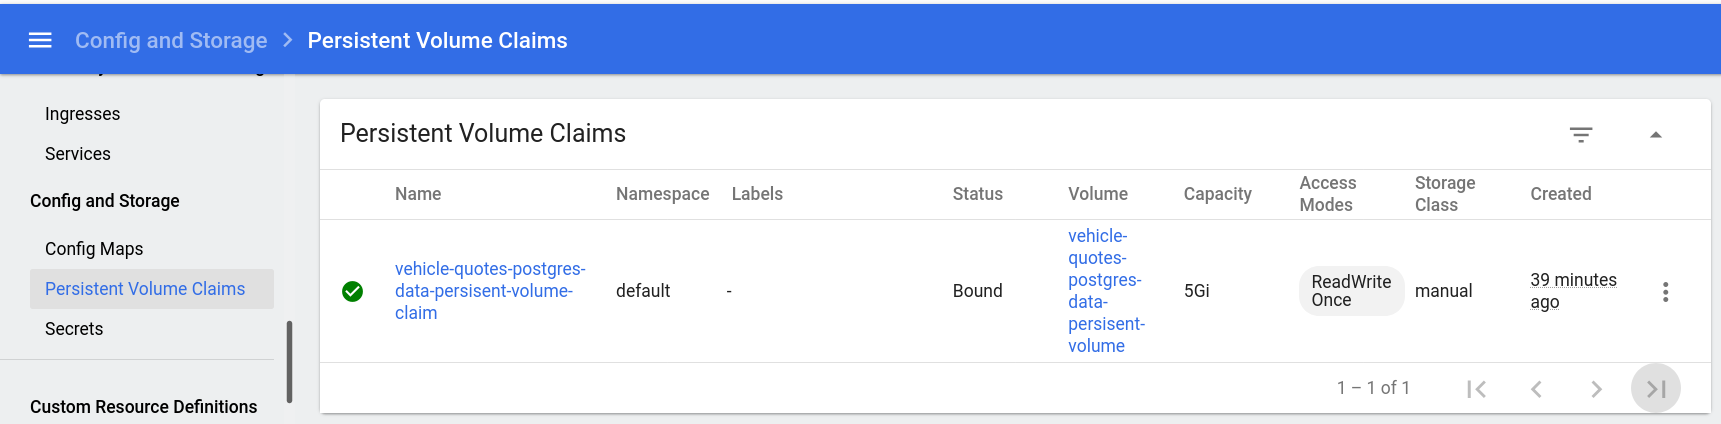 Config and Storage > Persistent Volume Claims
Ingresses
Services
Config and Storage
Config Maps
Persistent Volume Claims
Secrets
Custom Resource Definitions
Persistent Volume Claims
Name Namespace Labels Status Volume Capacity Access Modes Storage Class Created
vehicle-quotes-postgres-
data-persisent-volume-
claim
default
-
Bound
vehicle-
quotes-
postgres-
data-
persisent-
volume
5Gi
ReadWrite
Once
manual
39 minutes
ago
1 – 1 of 1